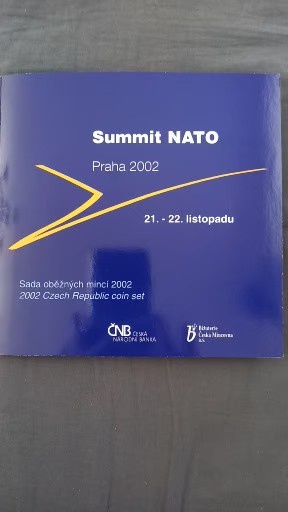 Summit NATO
Praha 2002
21. - 22. listopadu
Sada oběžných mincí 2002
2002 Czech Republic coin set
ČNB ČESKÁ
NÁRODNÍ BANKA
Bižuterie
Česká Mincovna
a.s.